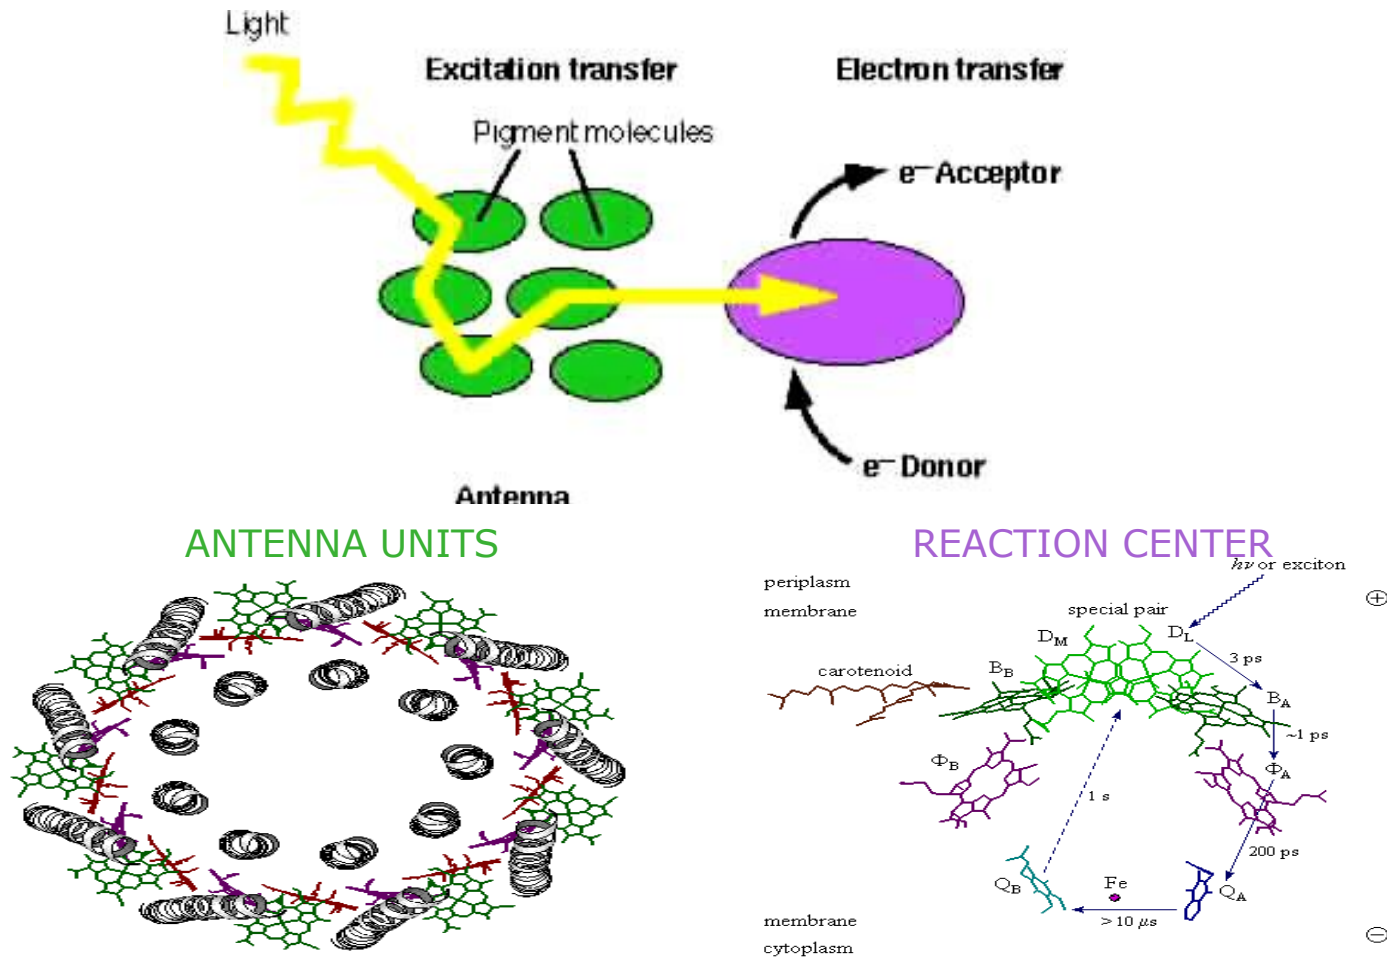 Light
Excitation transfer
Electron transfer
Pigment molecules
e⁻ Acceptor
e⁻ Donor
Antenna
ANTENNA UNITS
REACTION CENTER
hν or exciton
periplasm
membrane
special pair
D_M
D_L
3 ps
carotenoid
B_B
B_A
~1 ps
Φ_B
Φ_A
1 s
200 ps
Q_B
Fe
Q_A
> 10 μs
membrane
cytoplasm
+
−